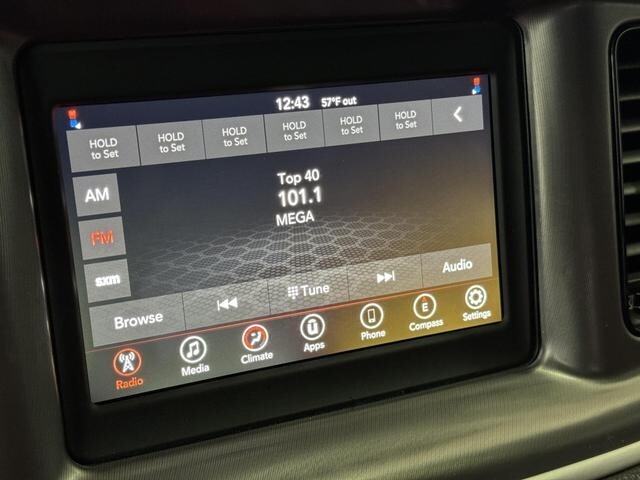 12:43 57°F out
HOLD to Set
HOLD to Set
HOLD to Set
HOLD to Set
HOLD to Set
HOLD to Set
AM
Top 40
101.1
MEGA
FM
sxm
Browse
Tune
Audio
Radio
Media
Climate
Apps
Phone
E
Compass
Settings